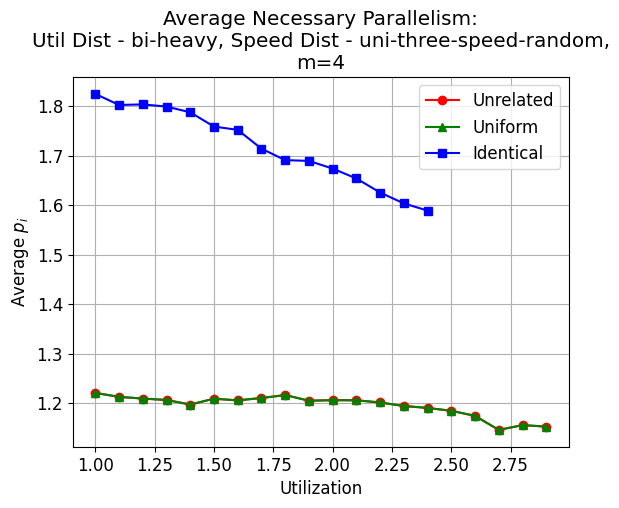 Average Necessary Parallelism:
Util Dist - bi-heavy, Speed Dist - uni-three-speed-random,
m=4
Unrelated
Uniform
Identical
1.8
1.7
1.6
1.5
1.4
1.3
1.2
Average p_i
1.00 1.25 1.50 1.75 2.00 2.25 2.50 2.75
Utilization